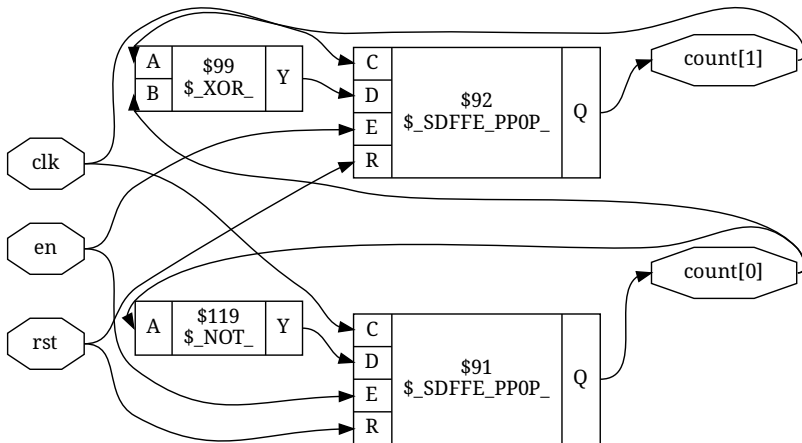 A
B
$99
$_XOR_
Y
C
D
E
R
$92
$_SDFFE_PP0P_
Q
count[1]
clk
en
rst
count[0]
A
$119
$_NOT_
Y
C
D
E
R
$91
$_SDFFE_PP0P_
Q